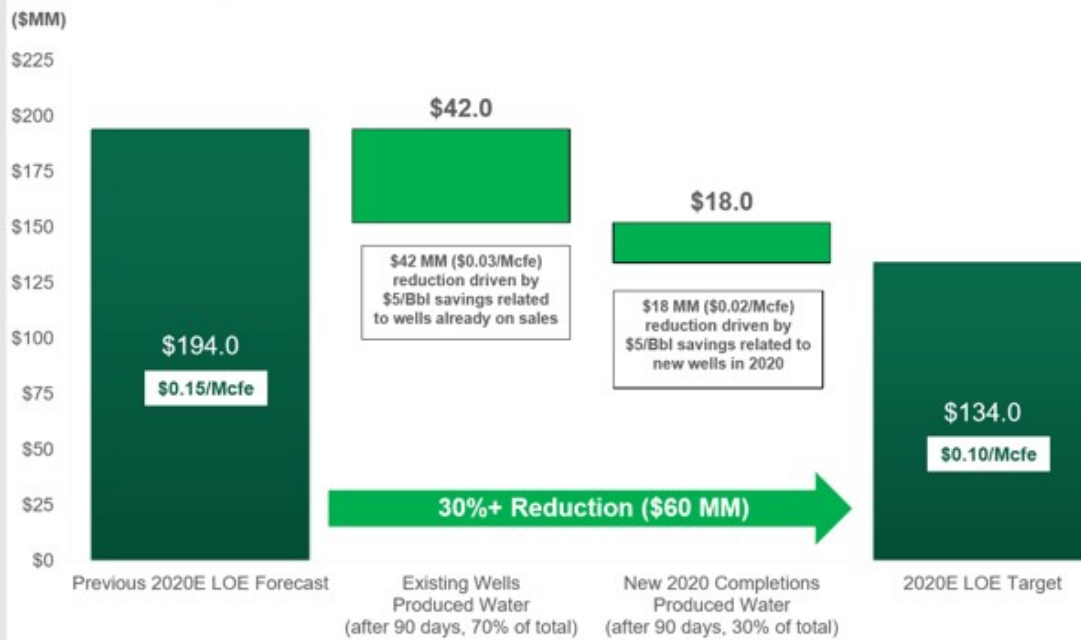 ($MM)
$225
$200
$175
$150
$125
$100
$75
$50
$25
$0
$194.0
$0.15/Mcfe
$42.0
$42 MM ($0.03/Mcfe)
reduction driven by
$5/Bbl savings related
to wells already on sales
$18.0
$18 MM ($0.02/Mcfe)
reduction driven by
$5/Bbl savings related to
new wells in 2020
$134.0
$0.10/Mcfe
30%+ Reduction ($60 MM)
Previous 2020E LOE Forecast
Existing Wells
Produced Water
(after 90 days, 70% of total)
New 2020 Completions
Produced Water
(after 90 days, 30% of total)
2020E LOE Target